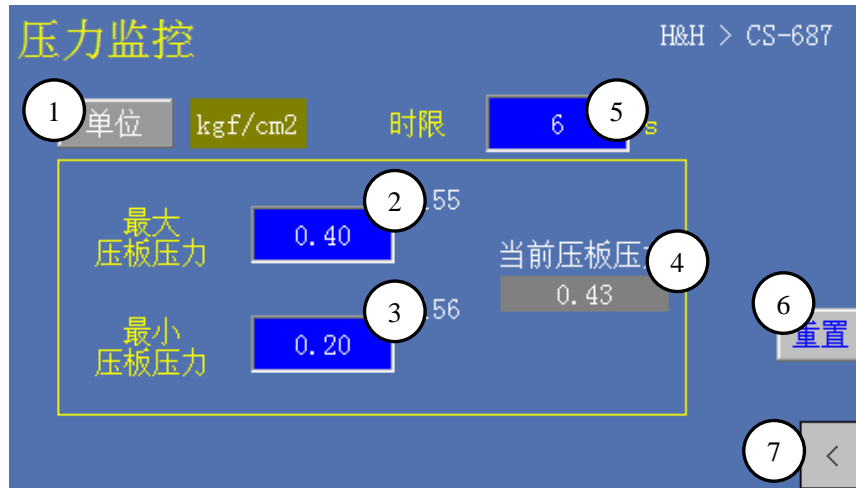 压力监控 H&H > CS-687
1 单位 kgf/cm2 时限 6 5 s
2 .55
最大
压板压力 0.40
当前压板压 4
0.43
3 .56
最小
压板压力 0.20
6
重置
7 <